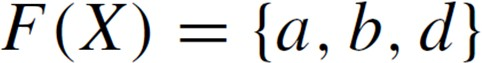 F(X) = {a, b, d}